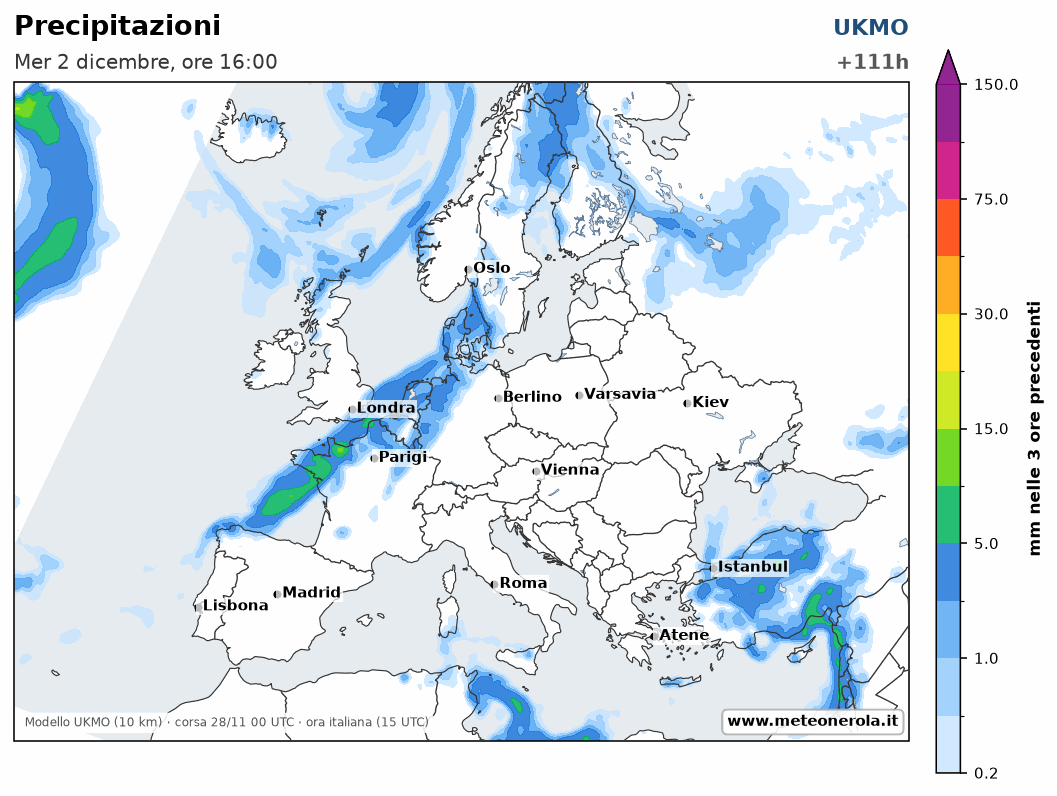 Precipitazioni
UKMO
Mer 2 dicembre, ore 16:00
+111h
150.0
75.0
30.0
15.0
5.0
1.0
0.2
mm nelle 3 ore precedenti
Oslo
Berlino
Varsavia
Kiev
Londra
Parigi
Vienna
Istanbul
Roma
Madrid
Lisbona
Atene
Modello UKMO (10 km) · corsa 28/11 00 UTC · ora italiana (15 UTC)
www.meteonerola.it